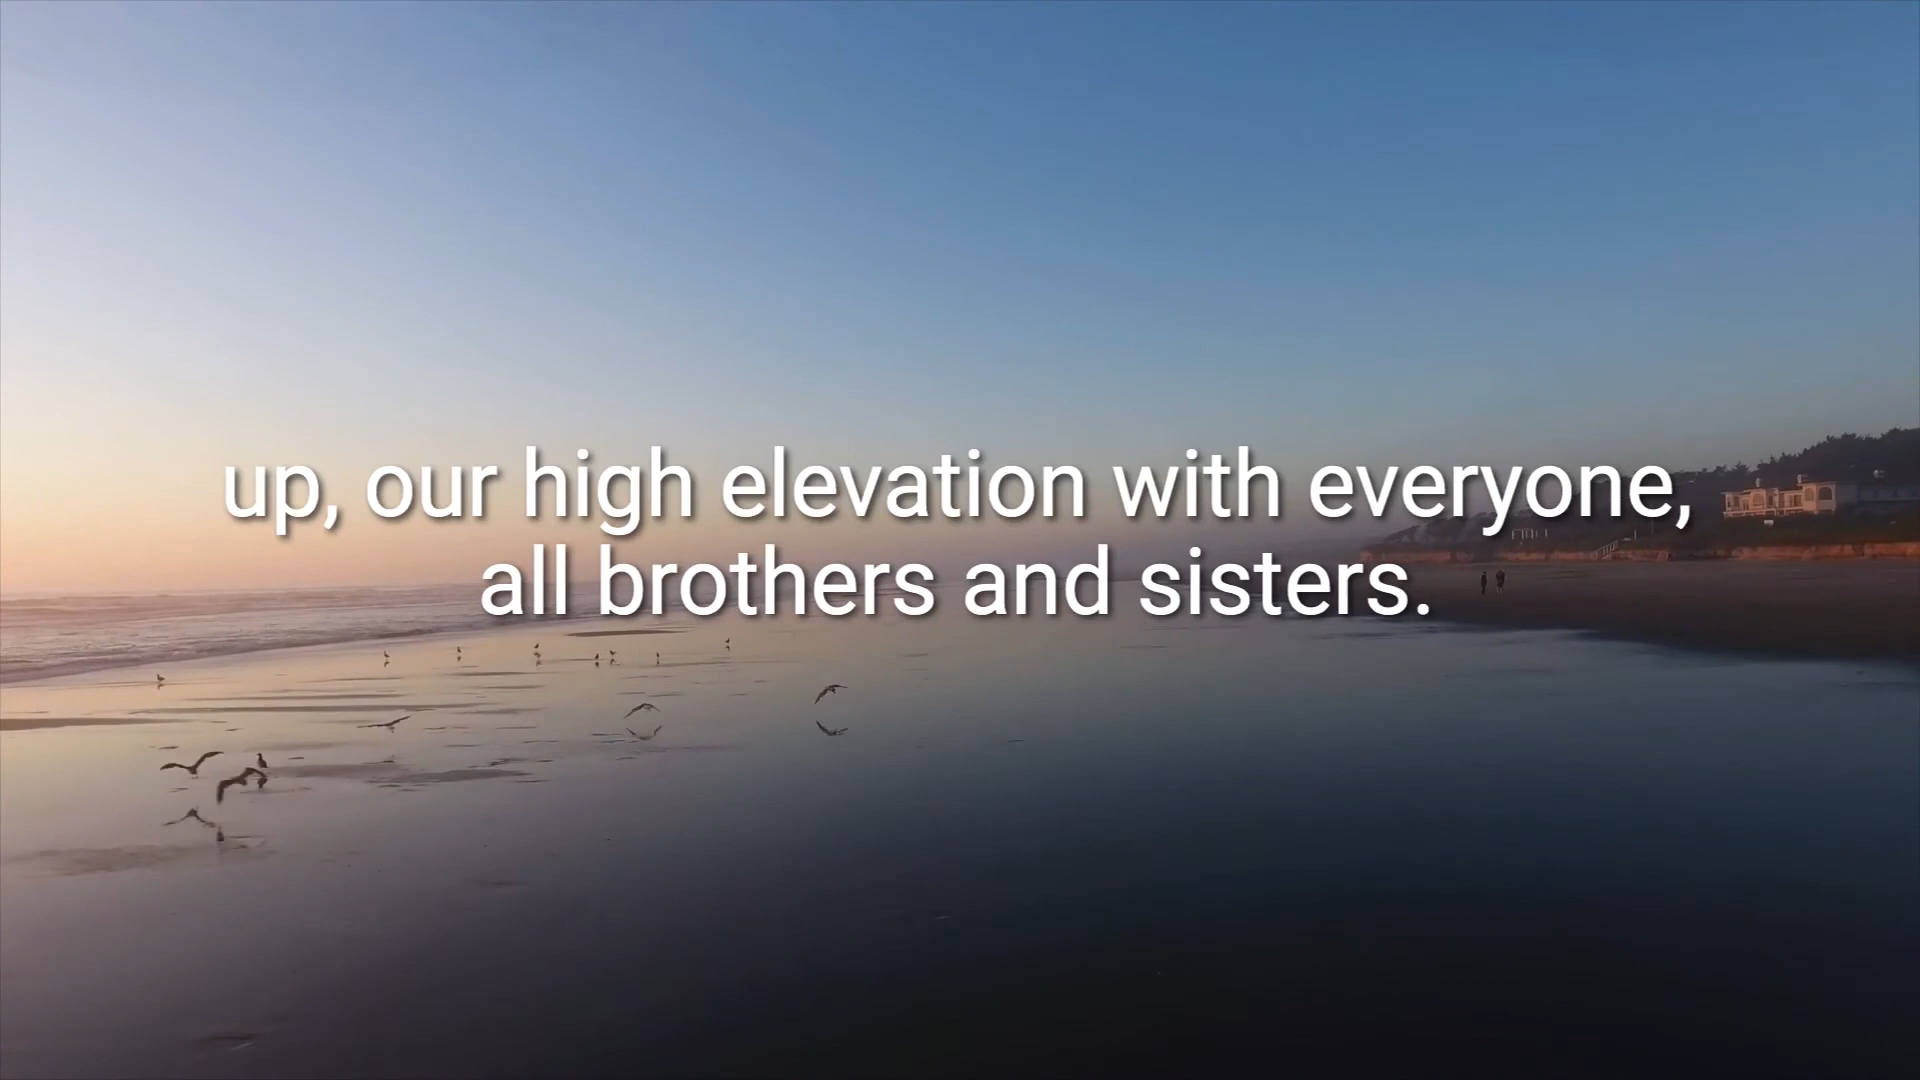 up, our high elevation with everyone,
all brothers and sisters.